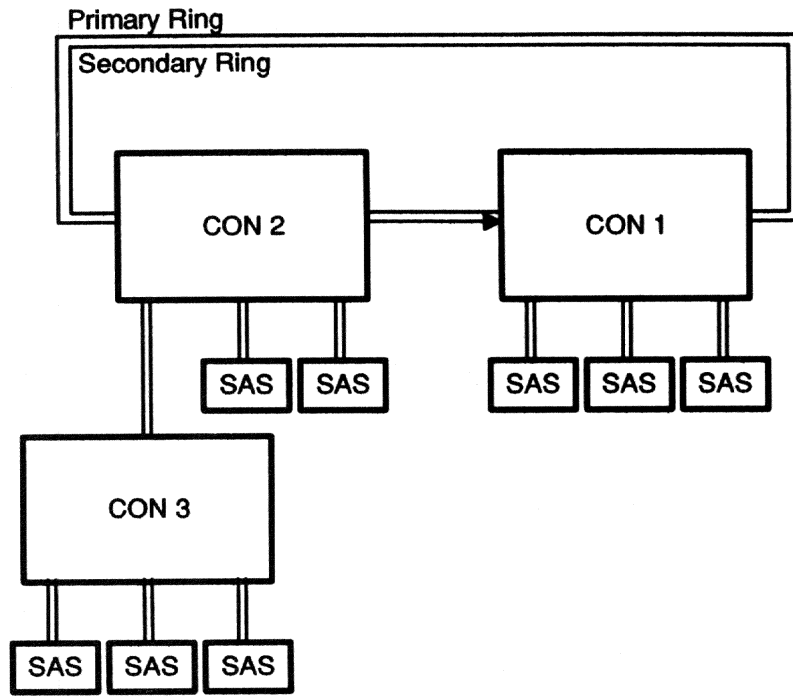 Primary Ring
Secondary Ring
CON 2
CON 1
SAS
SAS
SAS
SAS
SAS
CON 3
SAS
SAS
SAS